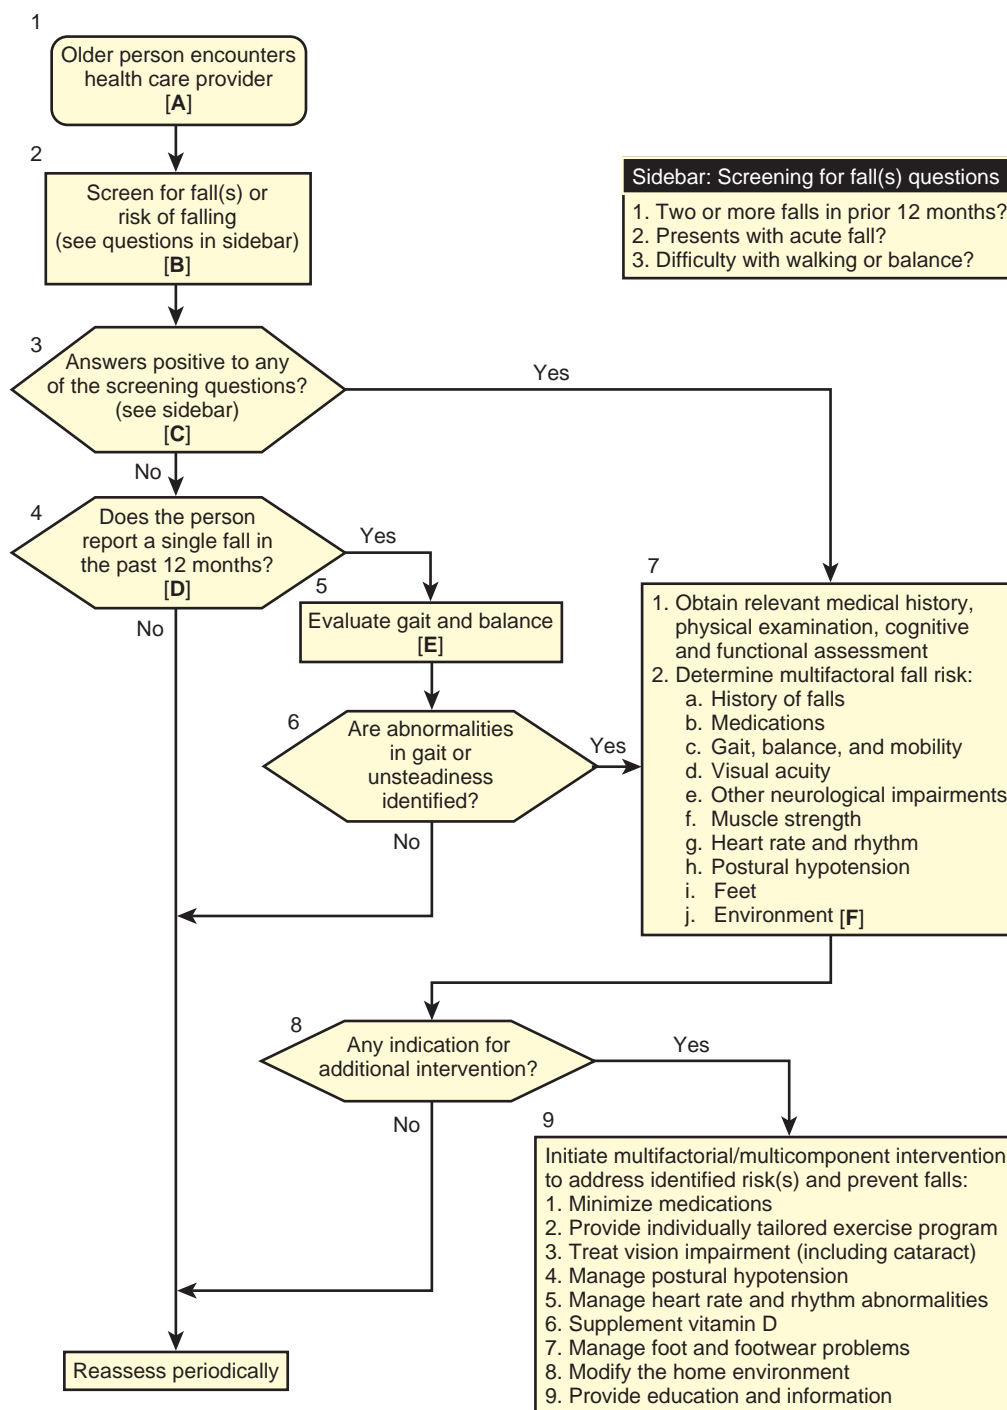 1
Older person encounters
health care provider
[A]
2
Screen for fall(s) or
risk of falling
(see questions in sidebar)
[B]
Sidebar: Screening for fall(s) questions
1. Two or more falls in prior 12 months?
2. Presents with acute fall?
3. Difficulty with walking or balance?
3
Answers positive to any
of the screening questions?
(see sidebar)
[C]
Yes
No
4
Does the person
report a single fall in
the past 12 months?
[D]
Yes
No
5
Evaluate gait and balance
[E]
6
Are abnormalities
in gait or
unsteadiness
identified?
Yes
No
7
1. Obtain relevant medical history,
physical examination, cognitive
and functional assessment
2. Determine multifactoral fall risk:
a. History of falls
b. Medications
c. Gait, balance, and mobility
d. Visual acuity
e. Other neurological impairments
f. Muscle strength
g. Heart rate and rhythm
h. Postural hypotension
i. Feet
j. Environment [F]
8
Any indication for
additional intervention?
Yes
No
9
Initiate multifactorial/multicomponent intervention
to address identified risk(s) and prevent falls:
1. Minimize medications
2. Provide individually tailored exercise program
3. Treat vision impairment (including cataract)
4. Manage postural hypotension
5. Manage heart rate and rhythm abnormalities
6. Supplement vitamin D
7. Manage foot and footwear problems
8. Modify the home environment
9. Provide education and information
Reassess periodically